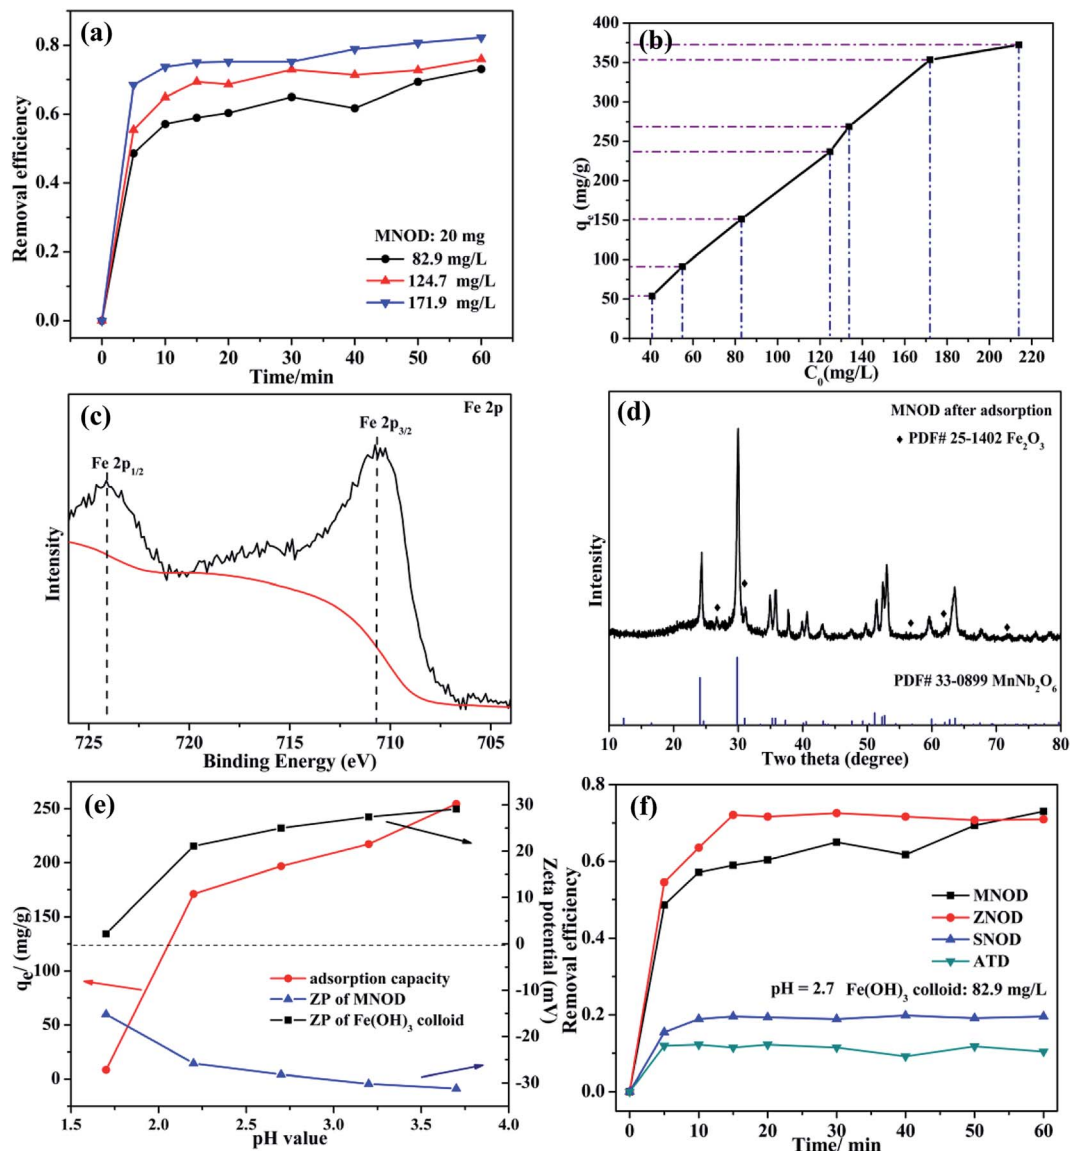 (a)
Removal efficiency
0.8
0.6
0.4
0.2
0.0
MNOD: 20 mg
82.9 mg/L
124.7 mg/L
171.9 mg/L
0 10 20 30 40 50 60
Time/min
(b)
qe (mg/g)
400
350
300
250
200
150
100
50
0
40 60 80 100 120 140 160 180 200 220
C0(mg/L)
(c)
Fe 2p
Fe 2p3/2
Fe 2p1/2
Intensity
725 720 715 710 705
Binding Energy (eV)
(d)
MNOD after adsorption
♦ PDF# 25-1402 Fe2O3
Intensity
PDF# 33-0899 MnNb2O6
10 20 30 40 50 60 70 80
Two theta (degree)
(e)
qe/ (mg/g)
250
200
150
100
50
0
30
20
10
0
-10
-20
-30
Zeta potential (mV)
adsorption capacity
ZP of MNOD
ZP of Fe(OH)3 colloid
1.5 2.0 2.5 3.0 3.5 4.0
pH value
(f)
Removal efficiency
0.8
0.6
0.4
0.2
0.0
MNOD
ZNOD
SNOD
ATD
pH = 2.7 Fe(OH)3 colloid: 82.9 mg/L
0 10 20 30 40 50 60
Time/ min